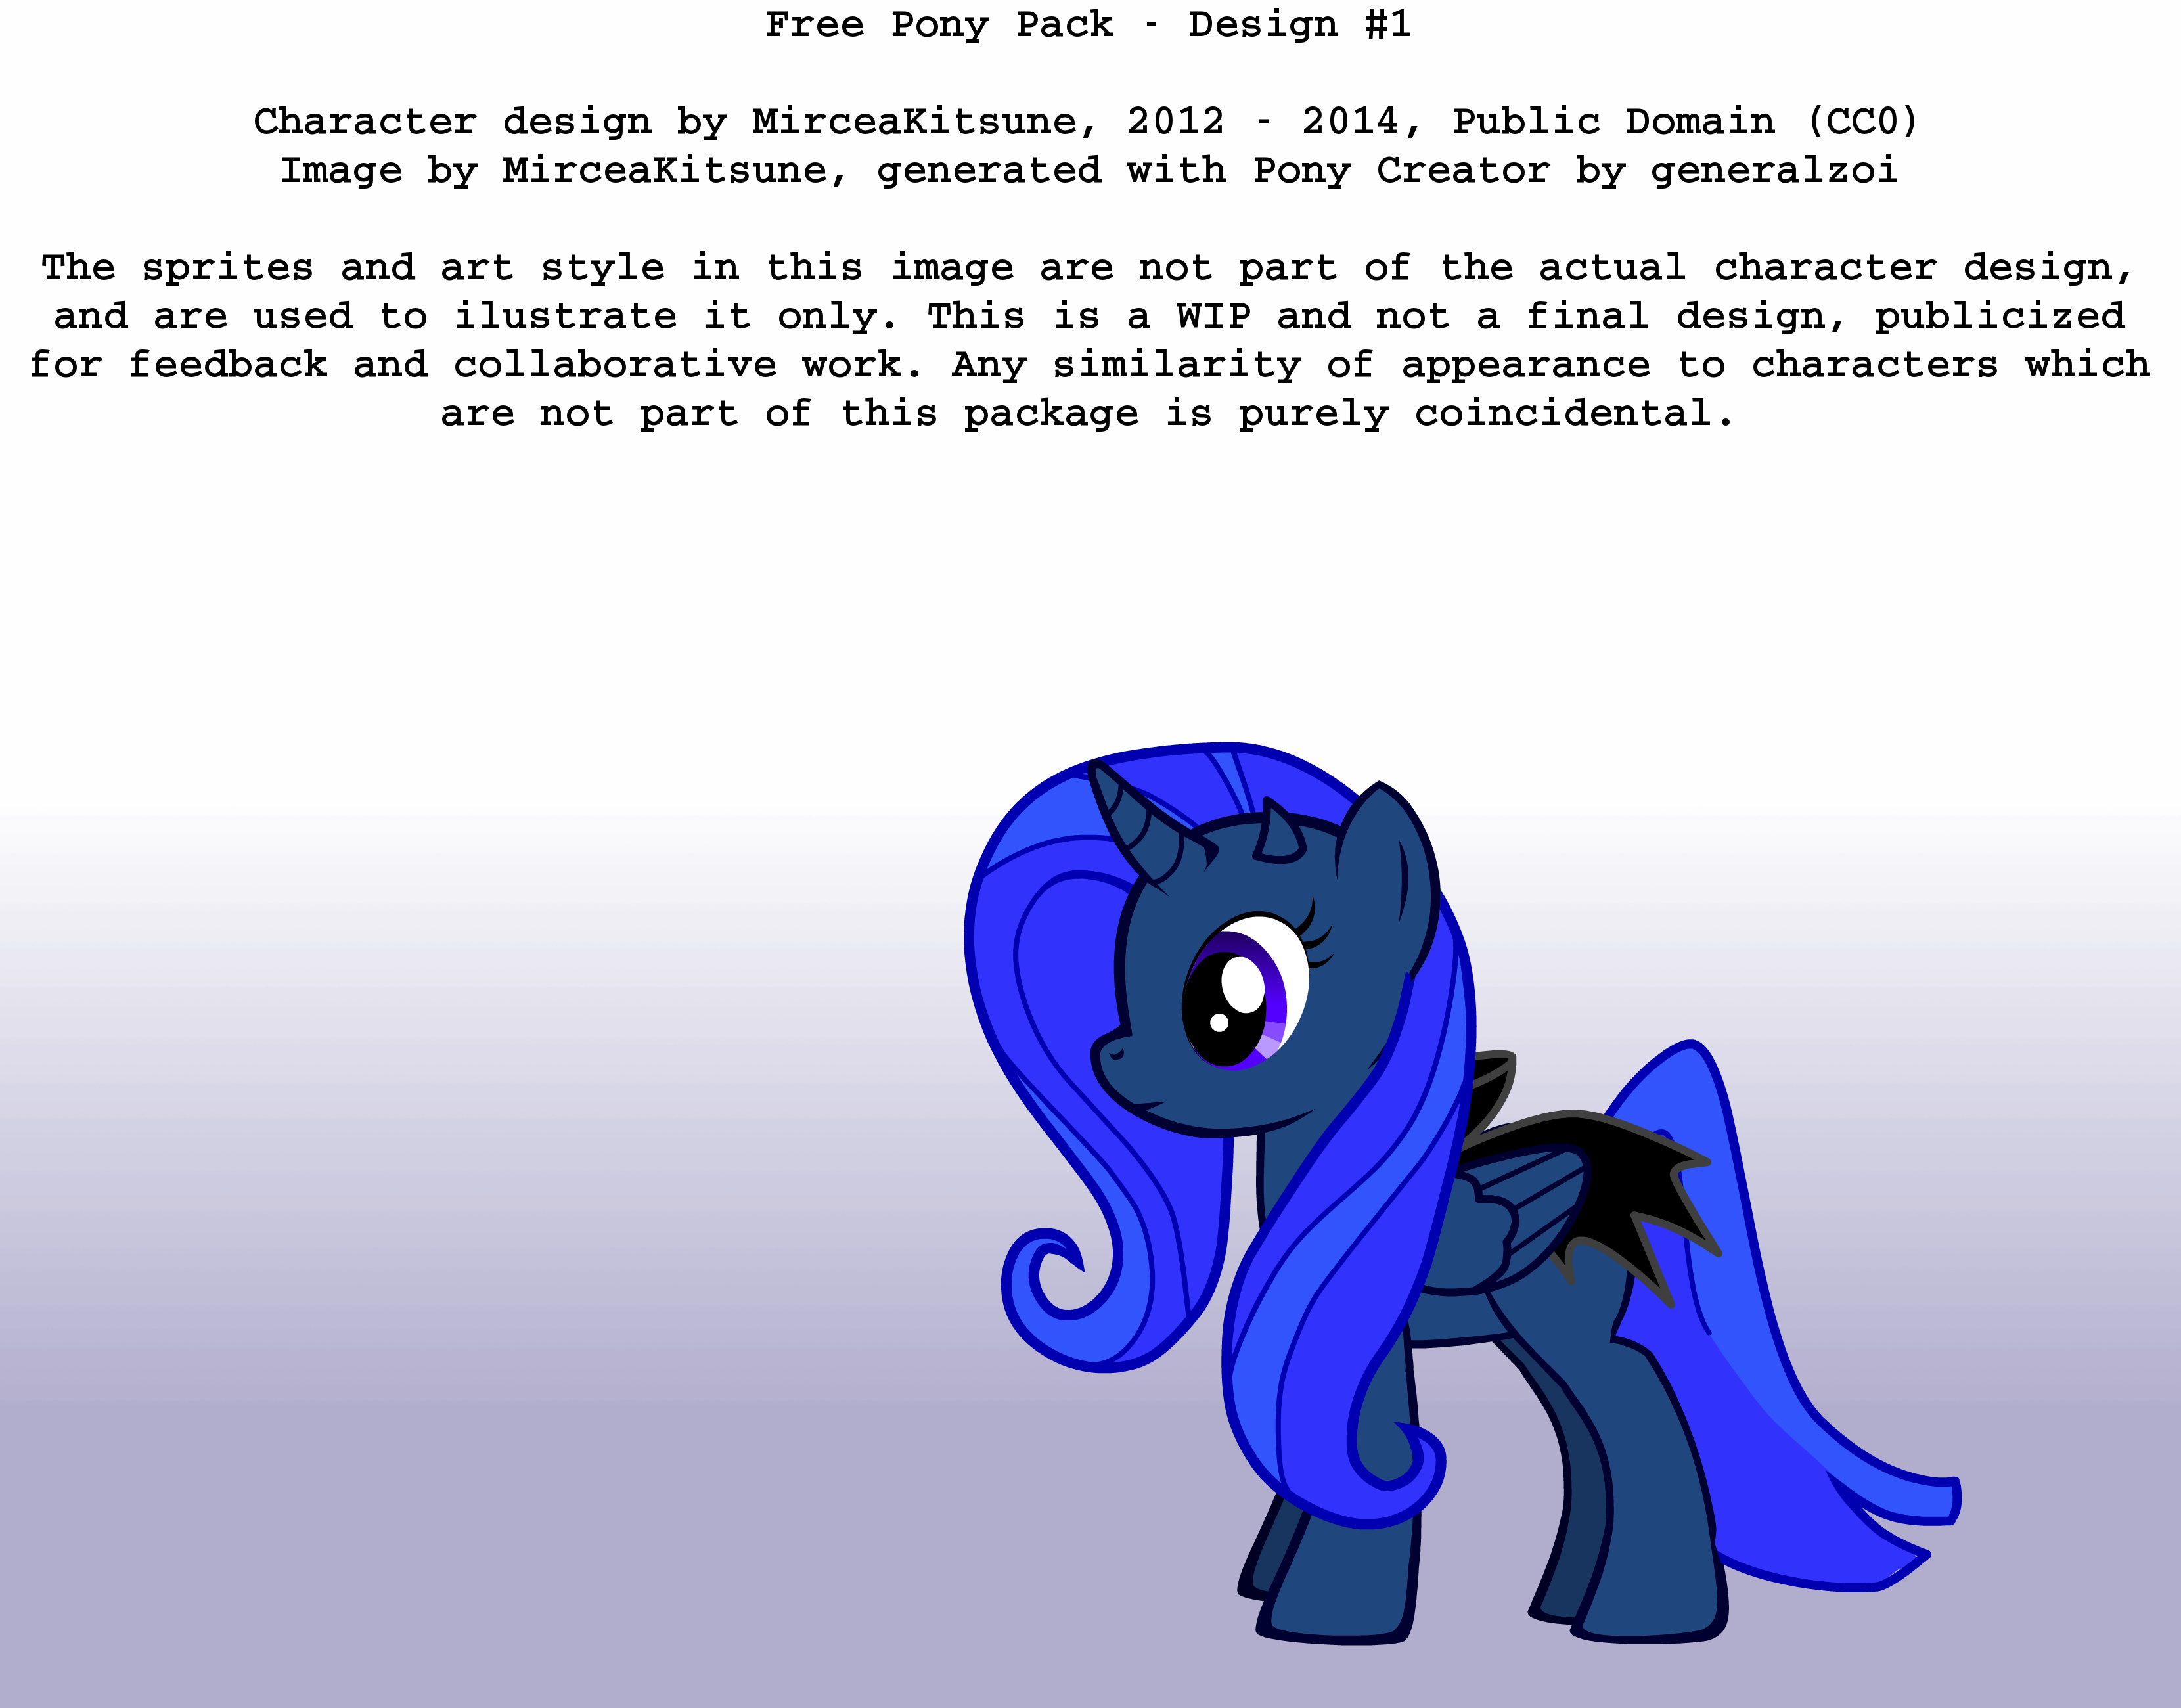 Free Pony Pack - Design #1
Character design by MirceaKitsune, 2012 - 2014, Public Domain (CC0)
Image by MirceaKitsune, generated with Pony Creator by generalzoi
The sprites and art style in this image are not part of the actual character design,
and are used to ilustrate it only. This is a WIP and not a final design, publicized
for feedback and collaborative work. Any similarity of appearance to characters which
are not part of this package is purely coincidental.